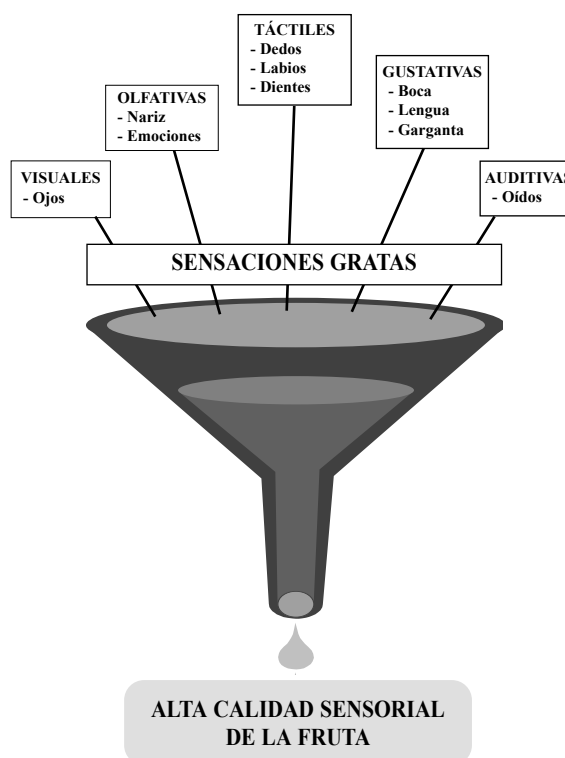 TÁCTILES
- Dedos
- Labios
- Dientes
OLFATIVAS
- Nariz
- Emociones
GUSTATIVAS
- Boca
- Lengua
- Garganta
VISUALES
- Ojos
AUDITIVAS
- Oídos
SENSACIONES GRATAS
ALTA CALIDAD SENSORIAL
DE LA FRUTA